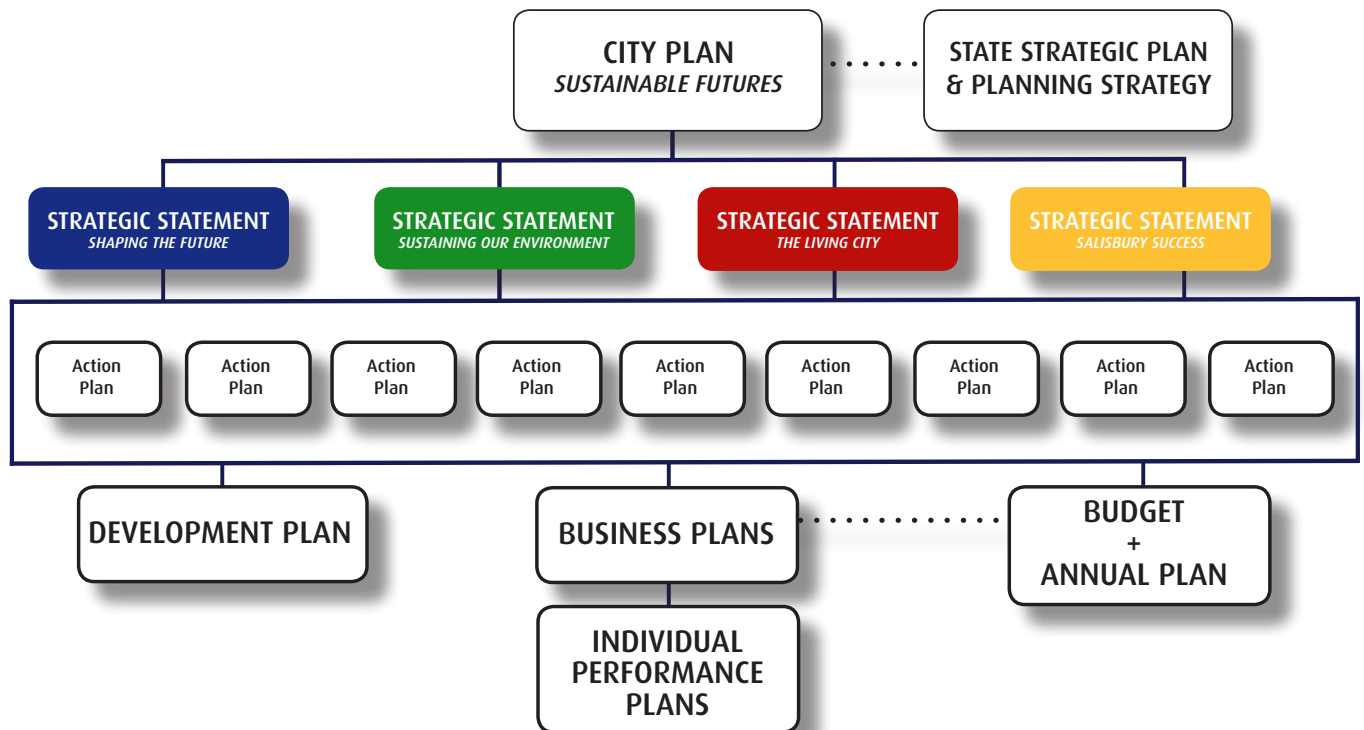 CITY PLAN
SUSTAINABLE FUTURES
STATE STRATEGIC PLAN
& PLANNING STRATEGY
STRATEGIC STATEMENT
SHAPING THE FUTURE
STRATEGIC STATEMENT
SUSTAINING OUR ENVIRONMENT
STRATEGIC STATEMENT
THE LIVING CITY
STRATEGIC STATEMENT
SALISBURY SUCCESS
Action
Plan
Action
Plan
Action
Plan
Action
Plan
Action
Plan
Action
Plan
Action
Plan
Action
Plan
Action
Plan
DEVELOPMENT PLAN
BUSINESS PLANS
BUDGET
+
ANNUAL PLAN
INDIVIDUAL
PERFORMANCE
PLANS